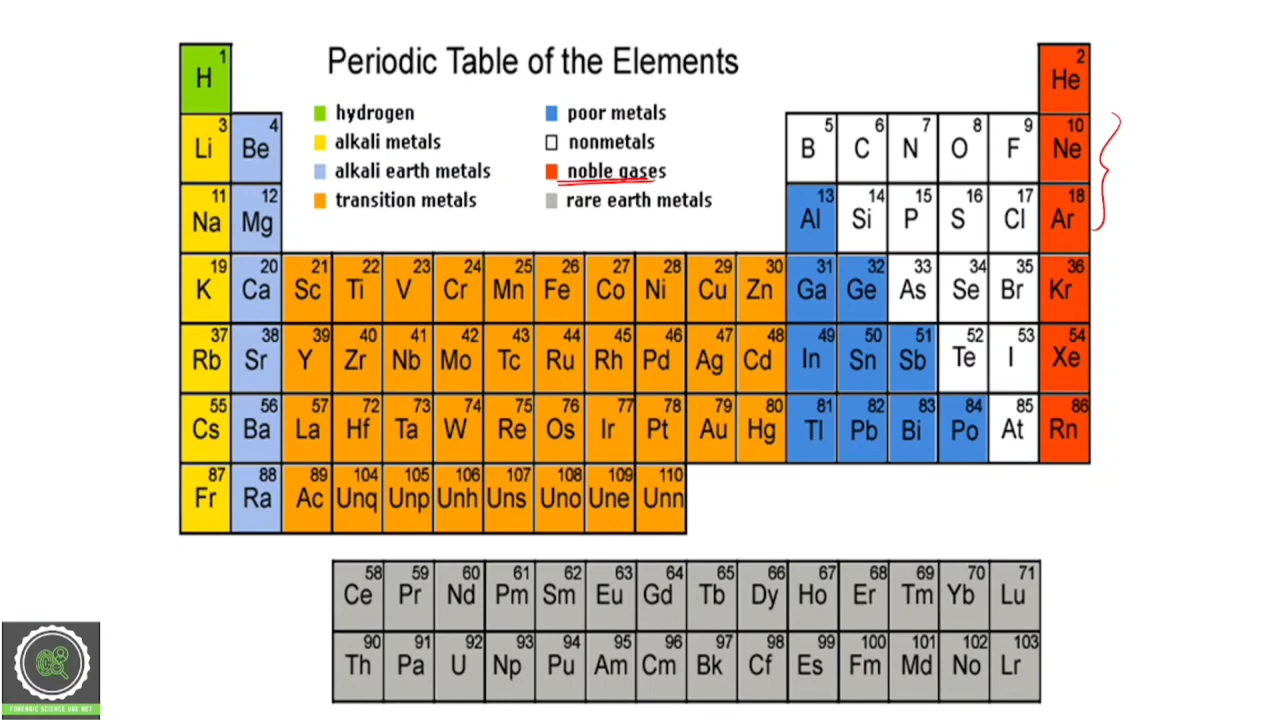 Periodic Table of the Elements
hydrogen
alkali metals
alkali earth metals
transition metals
poor metals
nonmetals
noble gases
rare earth metals
1 2
H He
3 4 5 6 7 8 9 10
Li Be B C N O F Ne
11 12 13 14 15 16 17 18
Na Mg Al Si P S Cl Ar
19 20 21 22 23 24 25 26 27 28 29 30 31 32 33 34 35 36
K Ca Sc Ti V Cr Mn Fe Co Ni Cu Zn Ga Ge As Se Br Kr
37 38 39 40 41 42 43 44 45 46 47 48 49 50 51 52 53 54
Rb Sr Y Zr Nb Mo Tc Ru Rh Pd Ag Cd In Sn Sb Te I Xe
55 56 57 72 73 74 75 76 77 78 79 80 81 82 83 84 85 86
Cs Ba La Hf Ta W Re Os Ir Pt Au Hg Tl Pb Bi Po At Rn
87 88 89 104 105 106 107 108 109 110
Fr Ra Ac Unq Unp Unh Uns Uno Une Unn
58 59 60 61 62 63 64 65 66 67 68 69 70 71
Ce Pr Nd Pm Sm Eu Gd Tb Dy Ho Er Tm Yb Lu
90 91 92 93 94 95 96 97 98 99 100 101 102 103
Th Pa U Np Pu Am Cm Bk Cf Es Fm Md No Lr
FORENSIC SCIENCE UGC NET